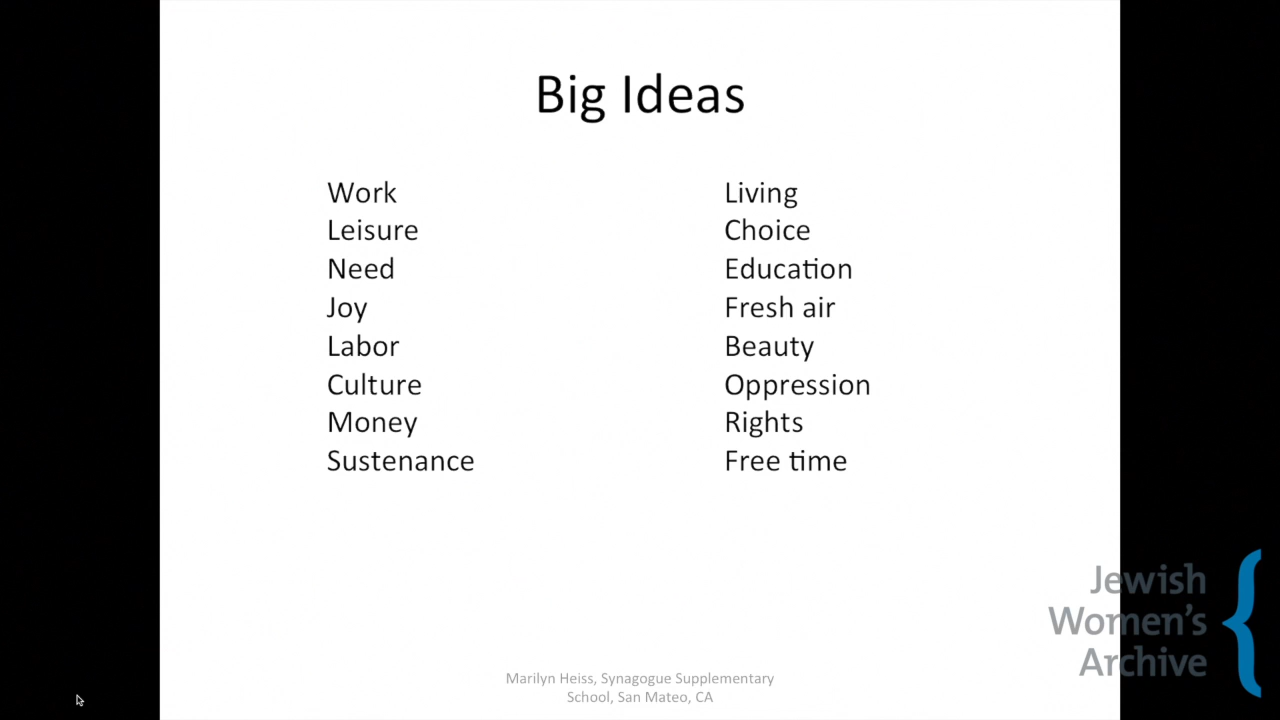 Big Ideas
Work
Leisure
Need
Joy
Labor
Culture
Money
Sustenance
Living
Choice
Education
Fresh air
Beauty
Oppression
Rights
Free time
Marilyn Heiss, Synagogue Supplementary
School, San Mateo, CA
Jewish
Women's
Archive